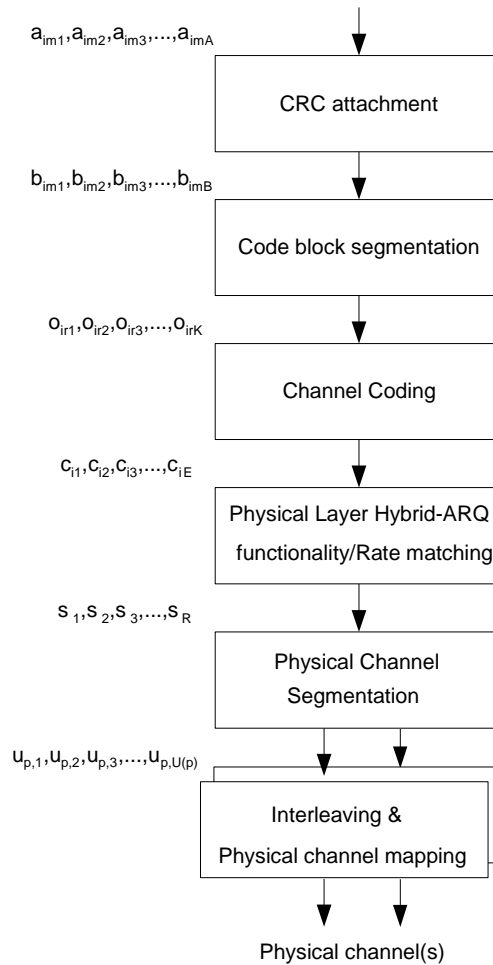 a_im1,a_im2,a_im3,...,a_imA
CRC attachment
b_im1,b_im2,b_im3,...,b_imB
Code block segmentation
o_ir1,o_ir2,o_ir3,...,o_irK
Channel Coding
c_i1,c_i2,c_i3,...,c_iE
Physical Layer Hybrid-ARQ
functionality/Rate matching
s_1,s_2,s_3,...,s_R
Physical Channel
Segmentation
u_p,1,u_p,2,u_p,3,...,u_p,U(p)
Interleaving &
Physical channel mapping
Physical channel(s)